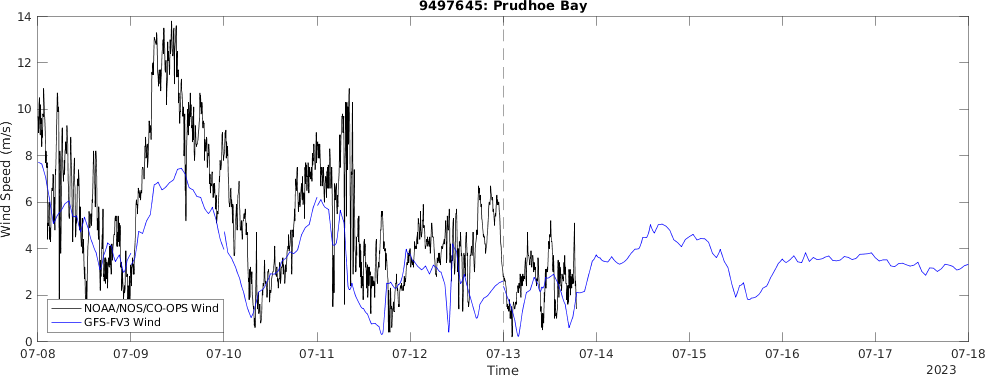 9497645: Prudhoe Bay
14
12
10
8
6
4
2
0
Wind Speed (m/s)
NOAA/NOS/CO-OPS Wind
GFS-FV3 Wind
07-08 07-09 07-10 07-11 07-12 07-13 07-14 07-15 07-16 07-17 07-18
Time
2023